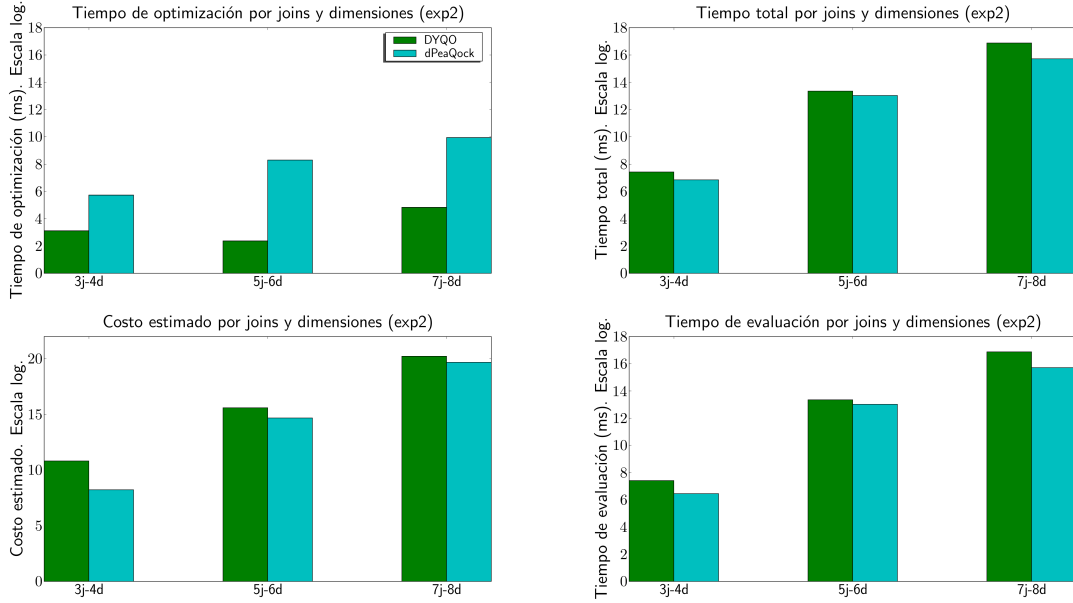 Tiempo de optimización por joins y dimensiones (exp2)
Tiempo de optimización (ms). Escala log.
18
16
14
12
10
8
6
4
2
0
DYQO
dPeaQock
3j-4d
5j-6d
7j-8d
Tiempo total por joins y dimensiones (exp2)
Tiempo total (ms). Escala log.
18
16
14
12
10
8
6
4
2
0
3j-4d
5j-6d
7j-8d
Costo estimado por joins y dimensiones (exp2)
Costo estimado. Escala log.
20
15
10
5
0
3j-4d
5j-6d
7j-8d
Tiempo de evaluación por joins y dimensiones (exp2)
Tiempo de evaluación (ms). Escala log.
18
16
14
12
10
8
6
4
2
0
3j-4d
5j-6d
7j-8d